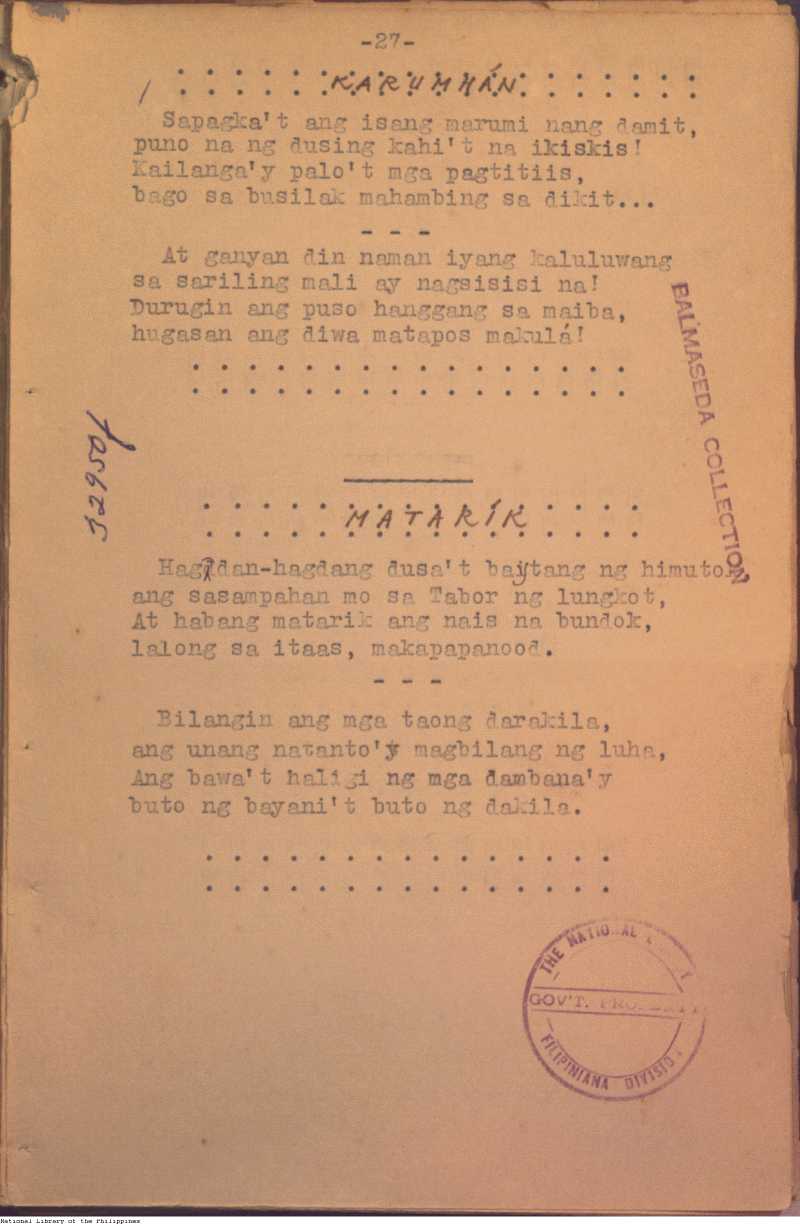 -27-
KARUMHÁN
Sapagka't ang isang marumi nang damit,
puno na ng dusing kahi't na ikiskis!
Kailanga'y palo't mga pagtitiis,
bago sa busilak mahambing sa dikit...
- - -
At ganyan din naman iyang kaluluwang
sa sariling mali ay nagsisisi na!
Durugin ang puso hanggang sa maiba,
hugasan ang diwa matapos makulá!
BALMASEDA COLLECTION
MATARÍK
Hagdan-hagdang dusa't baytang ng himutok
ang sasampahan mo sa Tabor ng lungkot,
At habang matarik ang nais na bundok,
lalong sa itaas, makapapanood.
- - -
Bilangin ang mga taong darakila,
ang unang natanto'y magbilang ng luha,
Ang bawa't haligi ng mga dambana'y
buto ng bayani't buto ng dakila.
THE NATIONAL
GOV'T.
FILIPINIANA
National Library of the Philippines